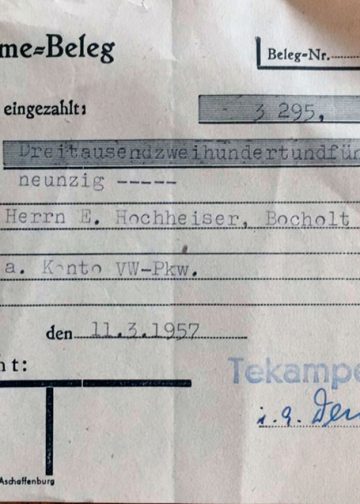 me=Beleg
Beleg-Nr.
eingezahlt: 3 295,
Dreitausendzweihundertundfün
neunzig -----
Herrn E. Hochheiser, Bocholt
a. Konto VW-Pkw.
den 11.3.1957
ht:
Tekampe
i. a.
Aschaffenburg